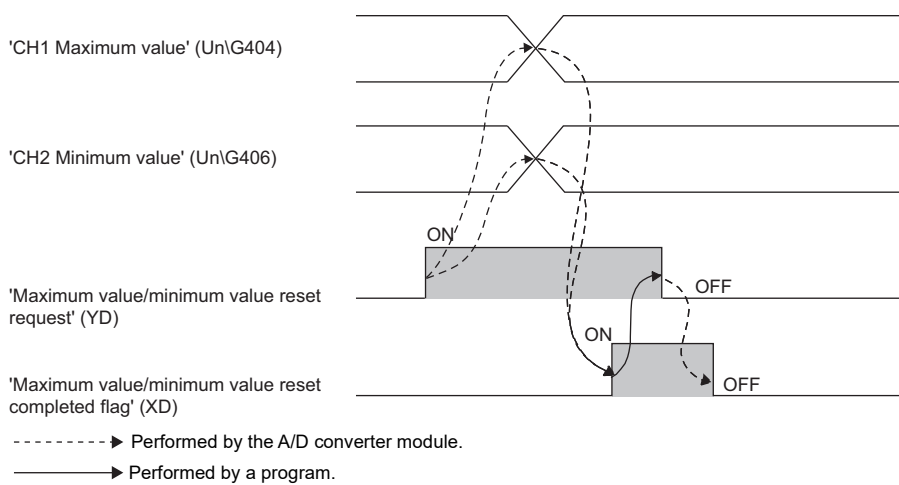 'CH1 Maximum value' (Un\G404)
'CH2 Minimum value' (Un\G406)
ON
'Maximum value/minimum value reset
request' (YD)
OFF
ON
'Maximum value/minimum value reset
completed flag' (XD)
OFF
Performed by the A/D converter module.
Performed by a program.